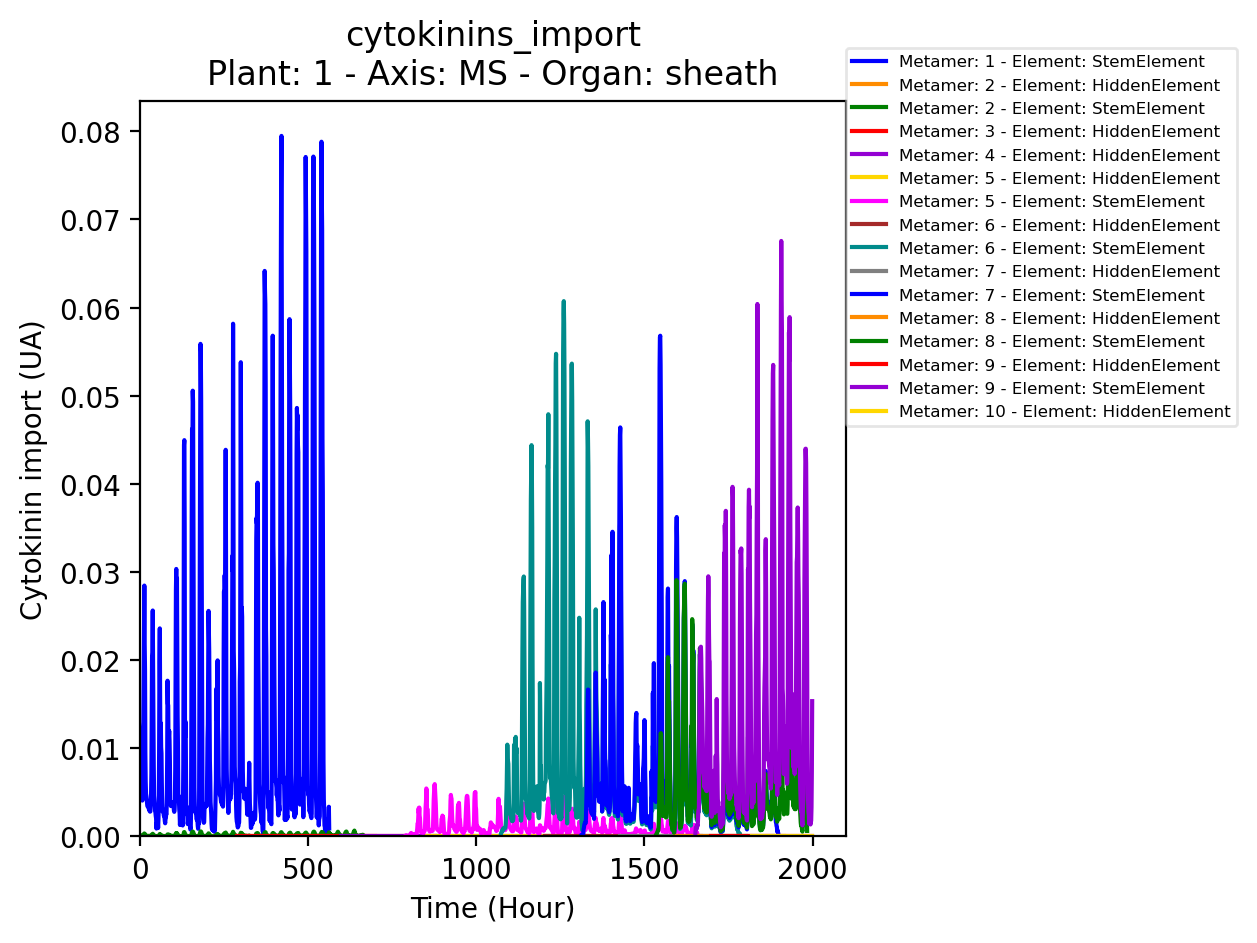 cytokinins_import
Plant: 1 - Axis: MS - Organ: sheath
Metamer: 1 - Element: StemElement
Metamer: 2 - Element: HiddenElement
Metamer: 2 - Element: StemElement
Metamer: 3 - Element: HiddenElement
Metamer: 4 - Element: HiddenElement
Metamer: 5 - Element: HiddenElement
Metamer: 5 - Element: StemElement
Metamer: 6 - Element: HiddenElement
Metamer: 6 - Element: StemElement
Metamer: 7 - Element: HiddenElement
Metamer: 7 - Element: StemElement
Metamer: 8 - Element: HiddenElement
Metamer: 8 - Element: StemElement
Metamer: 9 - Element: HiddenElement
Metamer: 9 - Element: StemElement
Metamer: 10 - Element: HiddenElement
Cytokinin import (UA)
0.08
0.07
0.06
0.05
0.04
0.03
0.02
0.01
0.00
0
500
1000
1500
2000
Time (Hour)